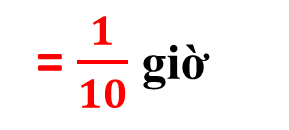 = 1/10 giờ